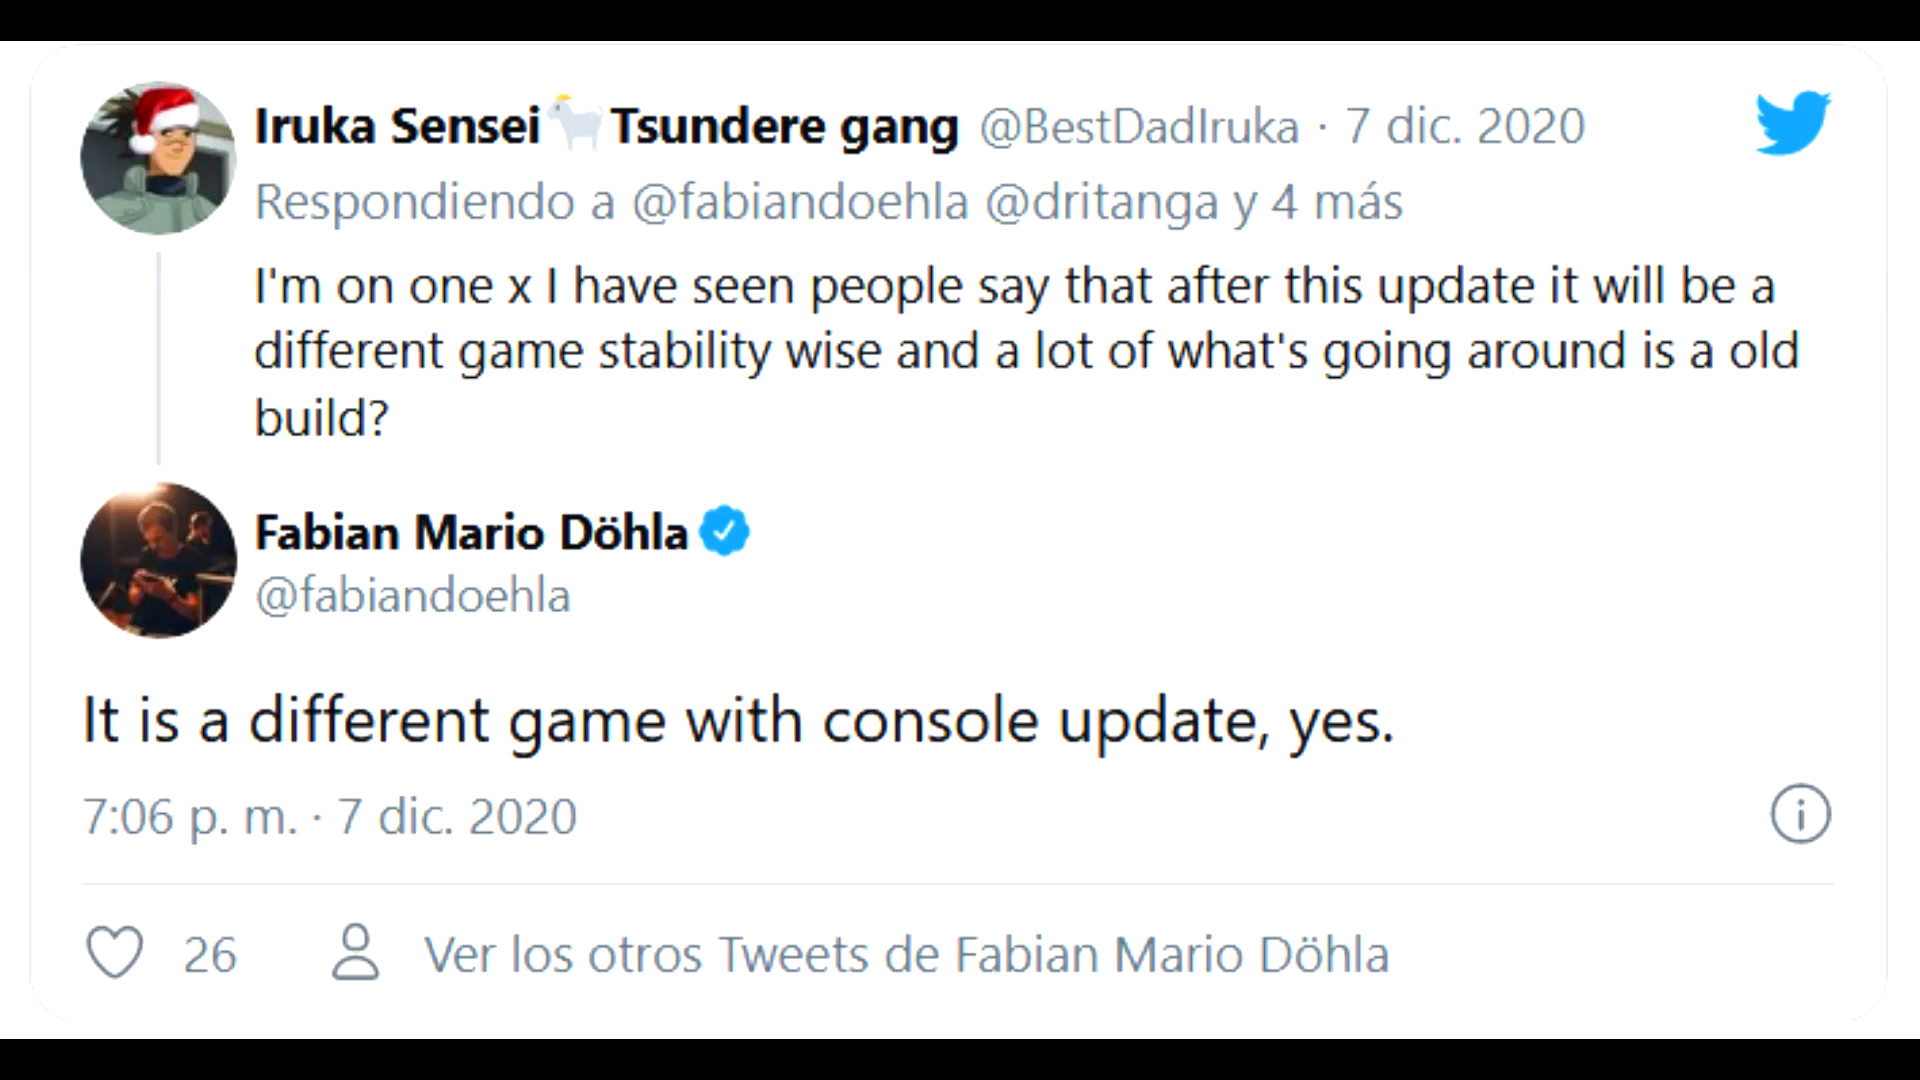 Iruka Sensei🐐Tsundere gang @BestDadIruka · 7 dic. 2020
Respondiendo a @fabiandoehla @dritanga y 4 más
I'm on one x I have seen people say that after this update it will be a
different game stability wise and a lot of what's going around is a old
build?
Fabian Mario Döhla
@fabiandoehla
It is a different game with console update, yes.
7:06 p. m. · 7 dic. 2020
26 Ver los otros Tweets de Fabian Mario Döhla